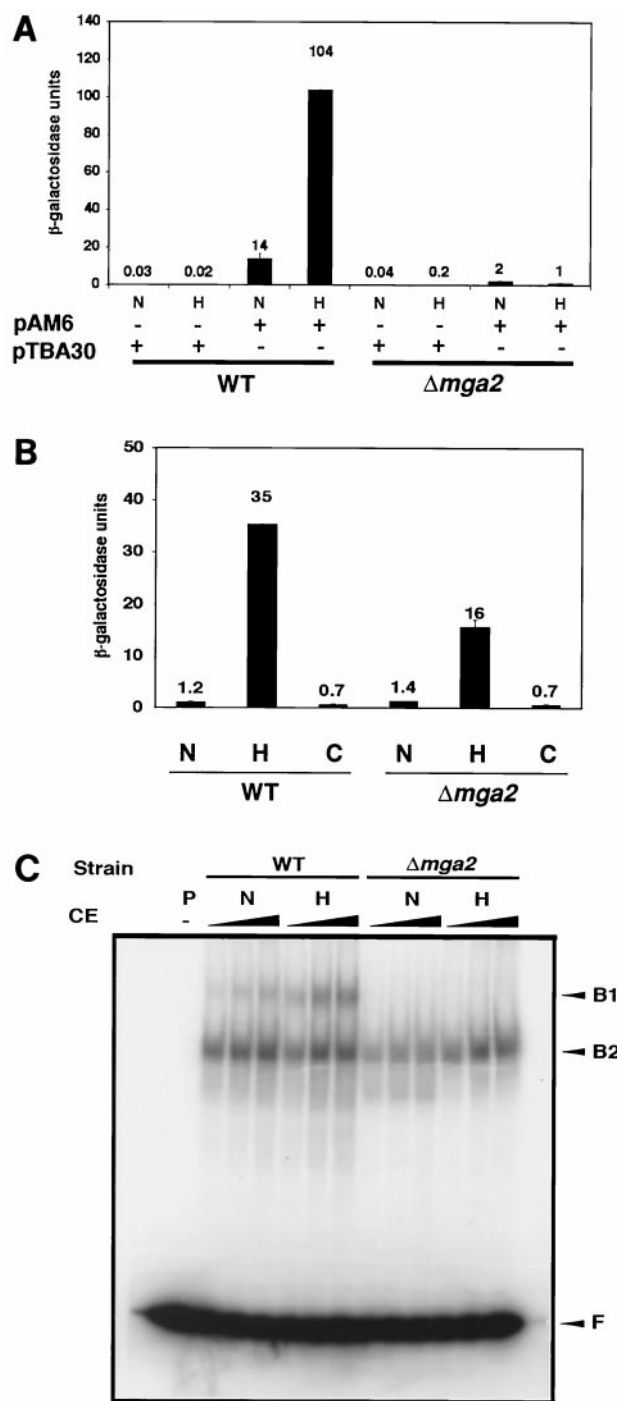 A
β-galactosidase units
140
120
100
80
60
40
20
0
0.03 0.02 14 104 0.04 0.2 2 1
N H N H N H N H
pAM6 - - + + - - + +
pTBA30 + + - - + + - -
WT Δmga2
B
β-galactosidase units
50
40
30
20
10
0
1.2 35 0.7 1.4 16 0.7
N H C N H C
WT Δmga2
C
Strain WT Δmga2
P N H N H
CE -
B1
B2
F